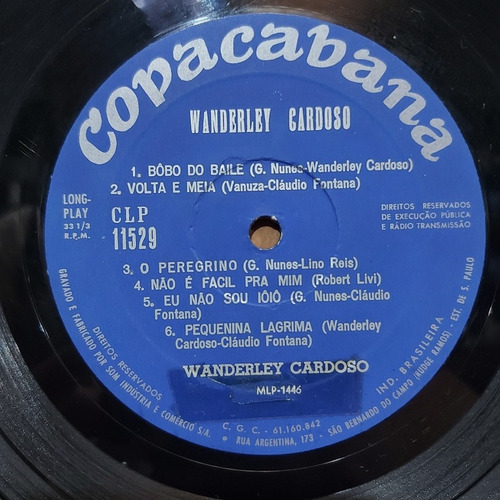 Copacabana
WANDERLEY CARDOSO
1. BÔBO DO BAILE (G. Nunes-Wanderley Cardoso)
2. VOLTA E MEIA (Vanuza-Cláudio Fontana)
LONG-
PLAY
33 1/3
R.P.M.
CLP
11529
DIREITOS RESERVADOS
DE EXECUÇÃO PÚBLICA
E RÁDIO TRANSMISSÃO
3. O PEREGRINO (G. Nunes-Lino Reis)
4. NÃO É FACIL PRA MIM (Robert Livi)
5. EU NÃO SOU IÔIÔ (G. Nunes-Cláudio
Fontana)
6. PEQUENINA LAGRIMA (Wanderley
Cardoso-Cláudio Fontana)
WANDERLEY CARDOSO
MLP-1446
DIREITOS RESERVADOS
GRAVADO E FABRICADO POR SOM INDÚSTRIA E COMÉRCIO S/A.
C. G. C. - 61.160.842
RUA ARGENTINA, 173 - SÃO BERNARDO DO CAMPO (RUDGE RAMOS) - EST. DE S. PAULO
IND BRASILEIRA